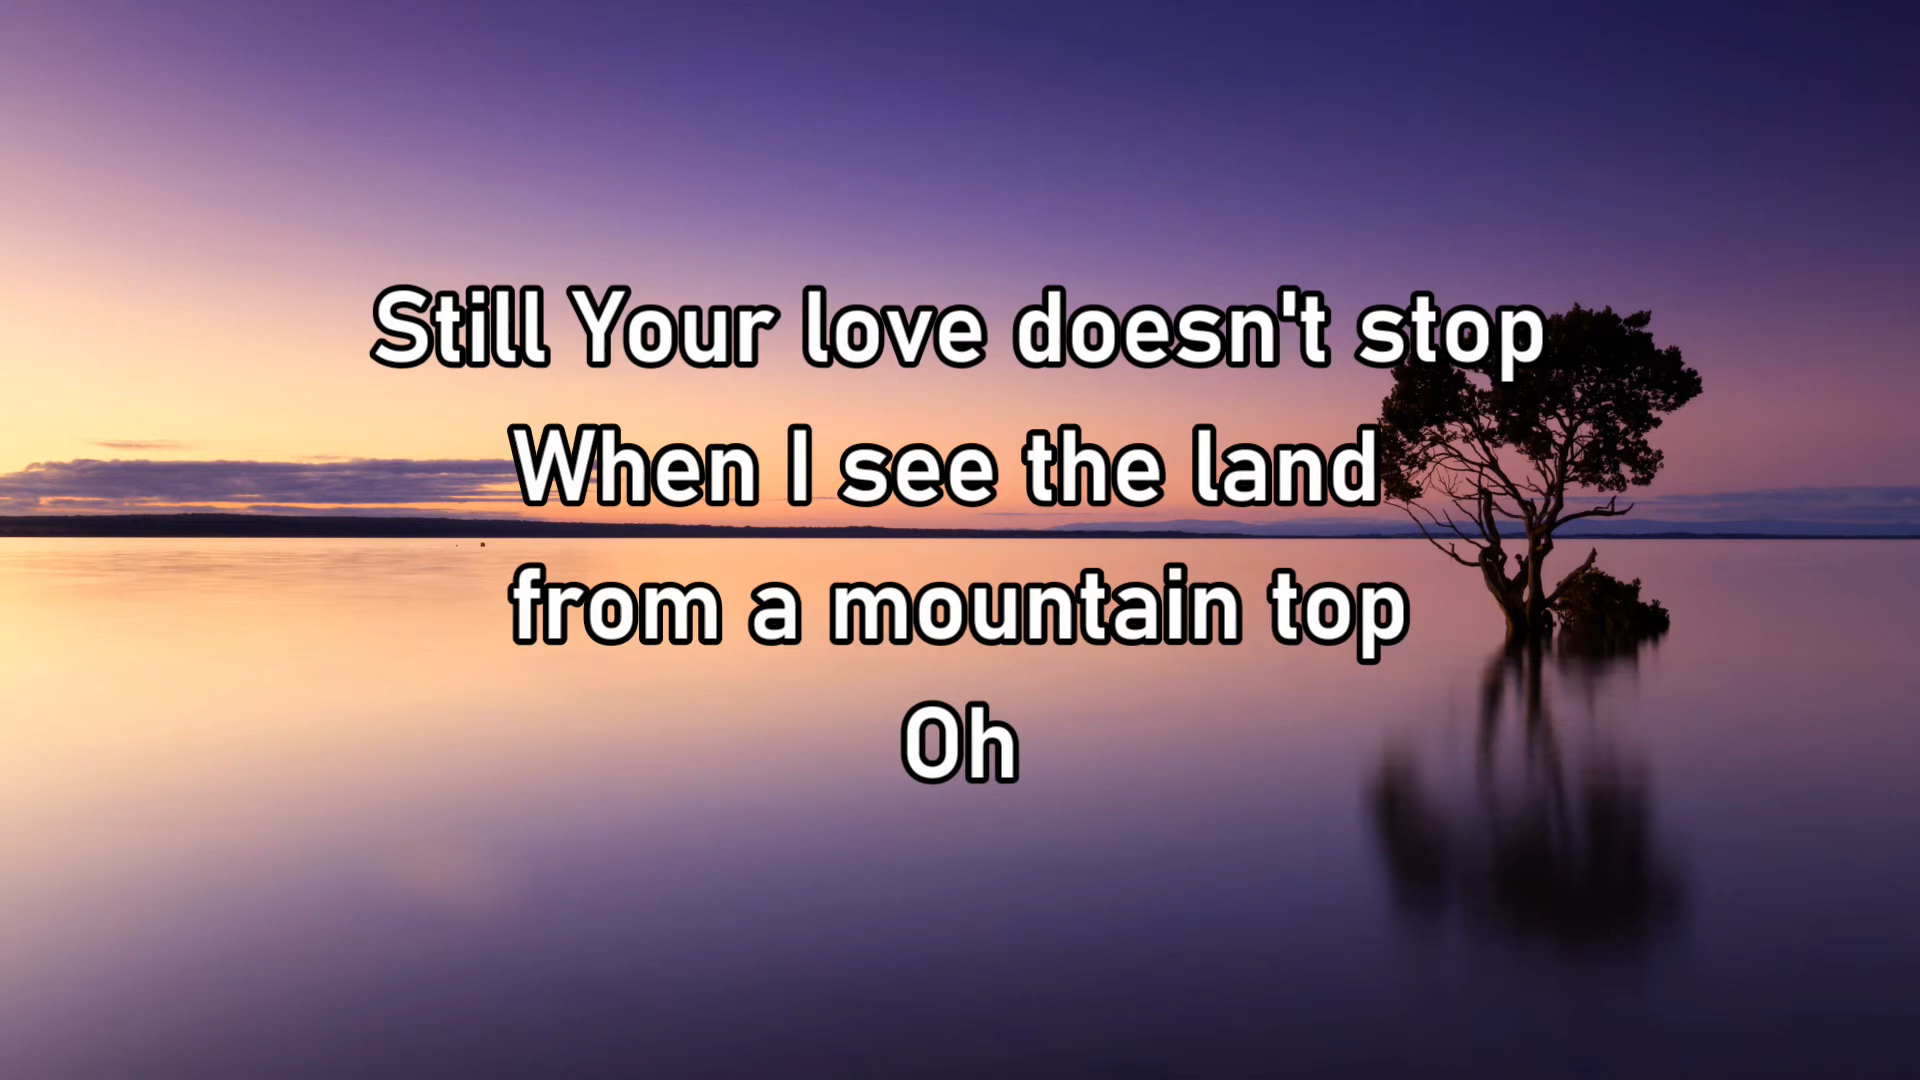 Still Your love doesn't stop
When I see the land
from a mountain top
Oh